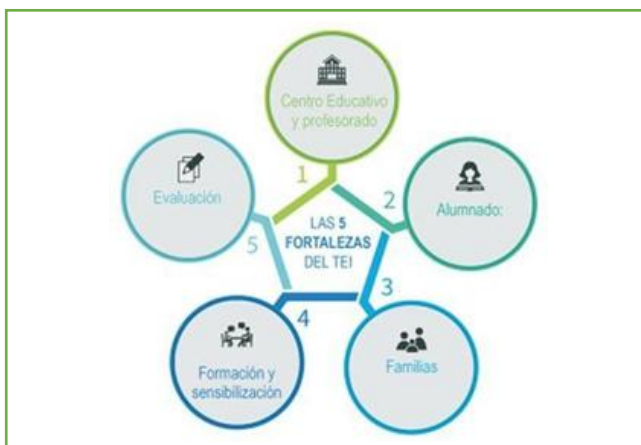 Centro Educativo
y profesorado
1
2
Alumnado:
3
Familias
4
Formación y
sensibilización
5
Evaluación
LAS 5
FORTALEZAS
DEL TEI